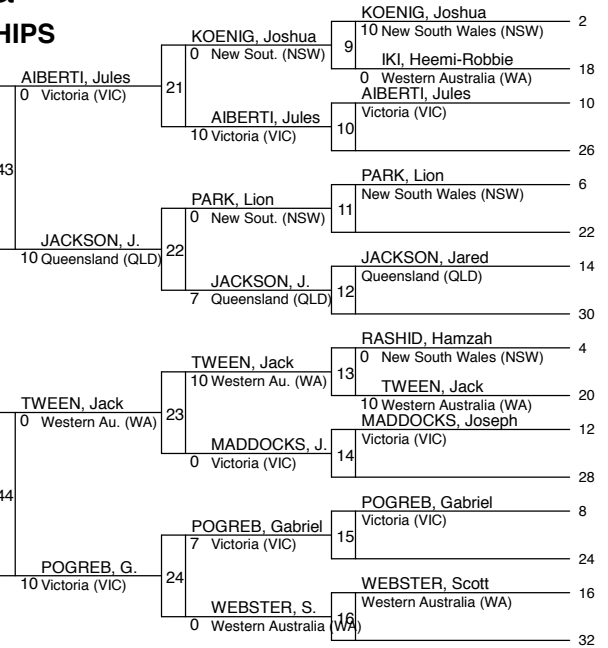 HIPS
KOENIG, Joshua
10 New South Wales (NSW)
2
9
IKI, Heemi-Robbie
0 Western Australia (WA)
18
KOENIG, Joshua
0 New Sout. (NSW)
21
AIBERTI, Jules
10 Victoria (VIC)
AIBERTI, Jules
Victoria (VIC)
10
10
26
AIBERTI, Jules
0 Victoria (VIC)
43
PARK, Lion
New South Wales (NSW)
6
11
22
PARK, Lion
0 New Sout. (NSW)
22
JACKSON, J.
7 Queensland (QLD)
JACKSON, Jared
Queensland (QLD)
14
12
30
JACKSON, J.
10 Queensland (QLD)
RASHID, Hamzah
0 New South Wales (NSW)
4
13
TWEEN, Jack
10 Western Australia (WA)
20
TWEEN, Jack
10 Western Au. (WA)
23
MADDOCKS, J.
0 Victoria (VIC)
MADDOCKS, Joseph
Victoria (VIC)
12
14
28
TWEEN, Jack
0 Western Au. (WA)
44
POGREB, Gabriel
Victoria (VIC)
8
15
24
POGREB, Gabriel
7 Victoria (VIC)
24
WEBSTER, S.
0 Western Australia (WA)
WEBSTER, Scott
Western Australia (WA)
16
16
32
POGREB, G.
10 Victoria (VIC)